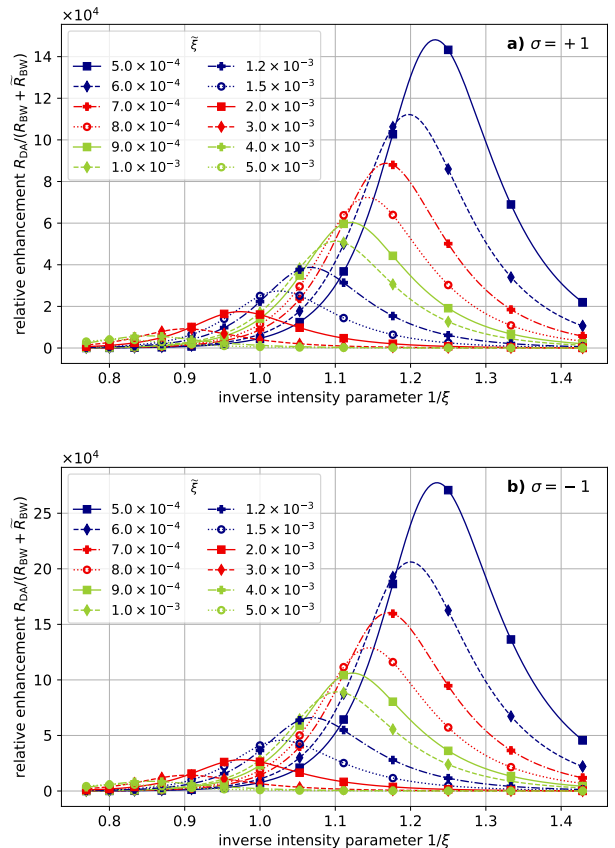 ×10⁴
a) σ = +1
ξ̃
5.0 × 10⁻⁴
6.0 × 10⁻⁴
7.0 × 10⁻⁴
8.0 × 10⁻⁴
9.0 × 10⁻⁴
1.0 × 10⁻³
1.2 × 10⁻³
1.5 × 10⁻³
2.0 × 10⁻³
3.0 × 10⁻³
4.0 × 10⁻³
5.0 × 10⁻³
relative enhancement R_DA/(R_BW + R̃_BW)
14
12
10
8
6
4
2
0
0.8 0.9 1.0 1.1 1.2 1.3 1.4
inverse intensity parameter 1/ξ
×10⁴
b) σ = −1
ξ̃
5.0 × 10⁻⁴
6.0 × 10⁻⁴
7.0 × 10⁻⁴
8.0 × 10⁻⁴
9.0 × 10⁻⁴
1.0 × 10⁻³
1.2 × 10⁻³
1.5 × 10⁻³
2.0 × 10⁻³
3.0 × 10⁻³
4.0 × 10⁻³
5.0 × 10⁻³
relative enhancement R_DA/(R_BW + R̃_BW)
25
20
15
10
5
0
0.8 0.9 1.0 1.1 1.2 1.3 1.4
inverse intensity parameter 1/ξ